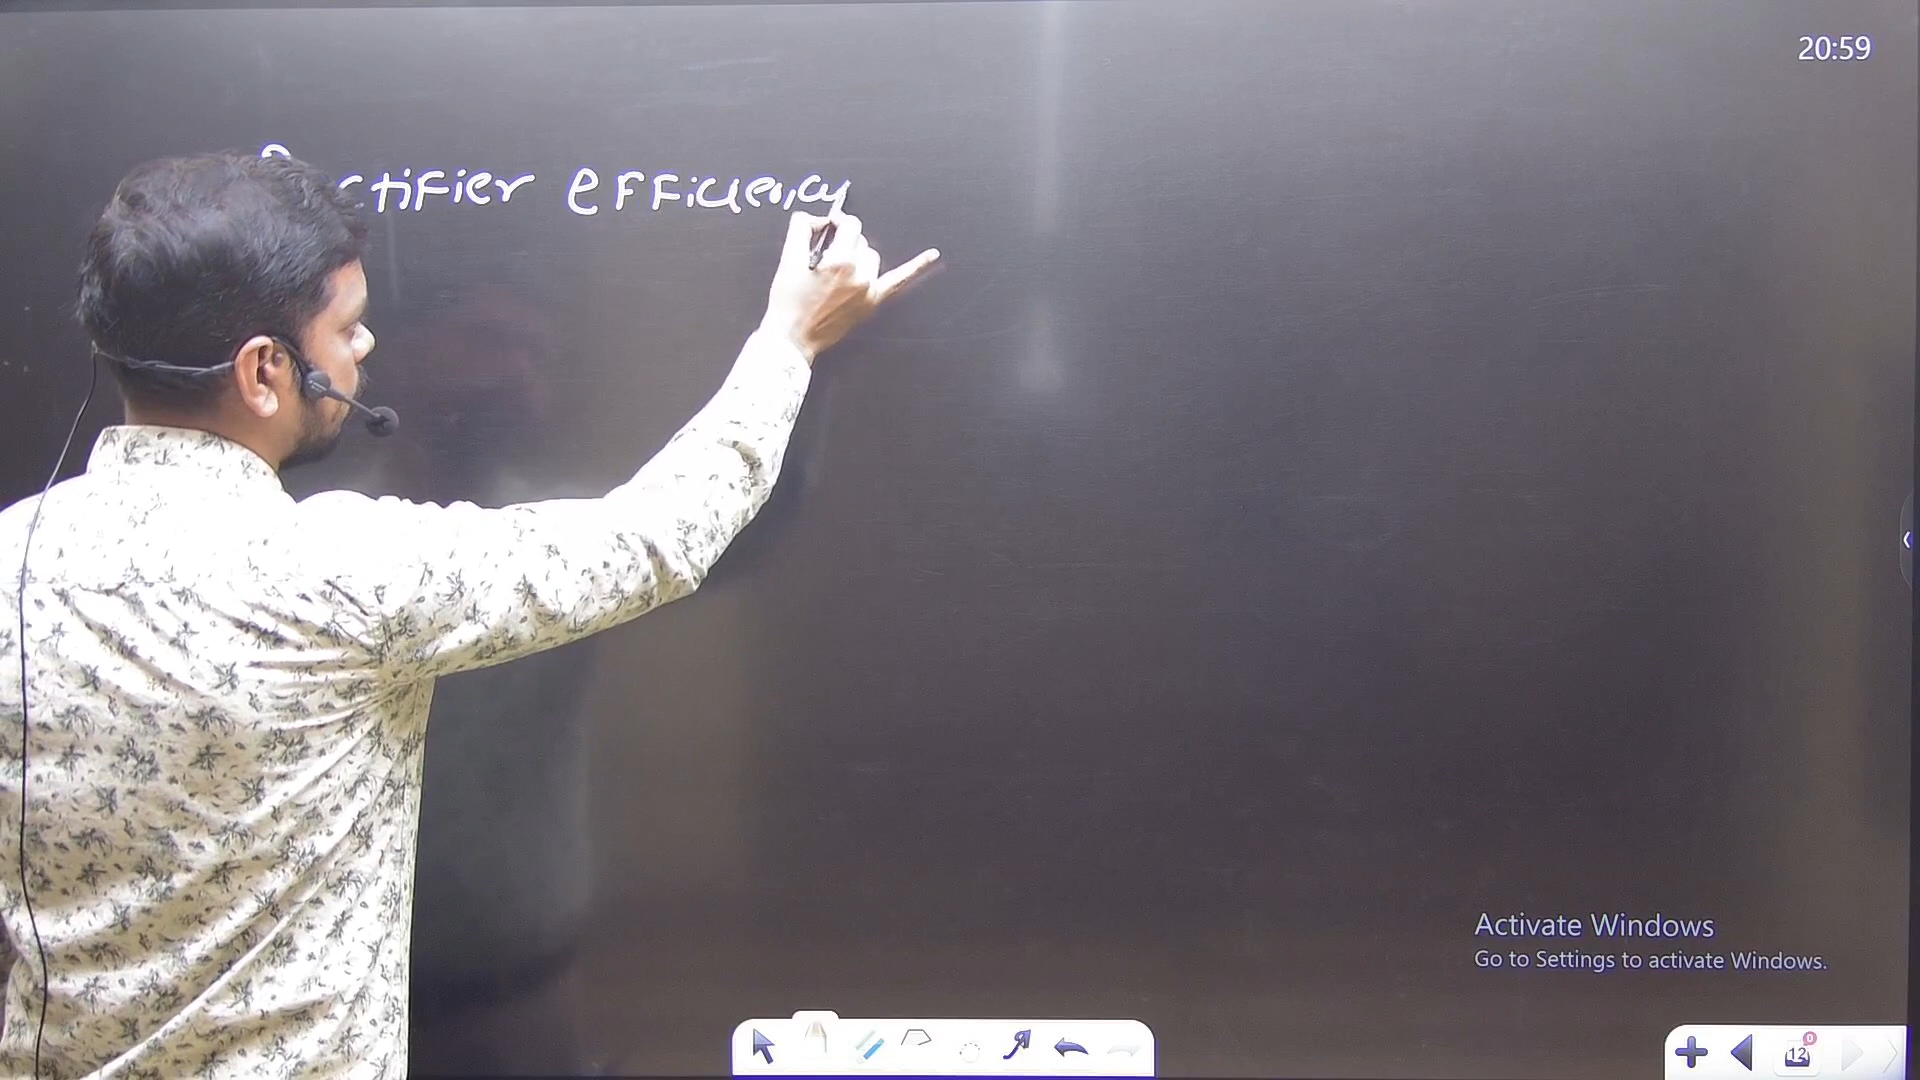 20:59
ctifier efficiency
Activate Windows
Go to Settings to activate Windows.
12